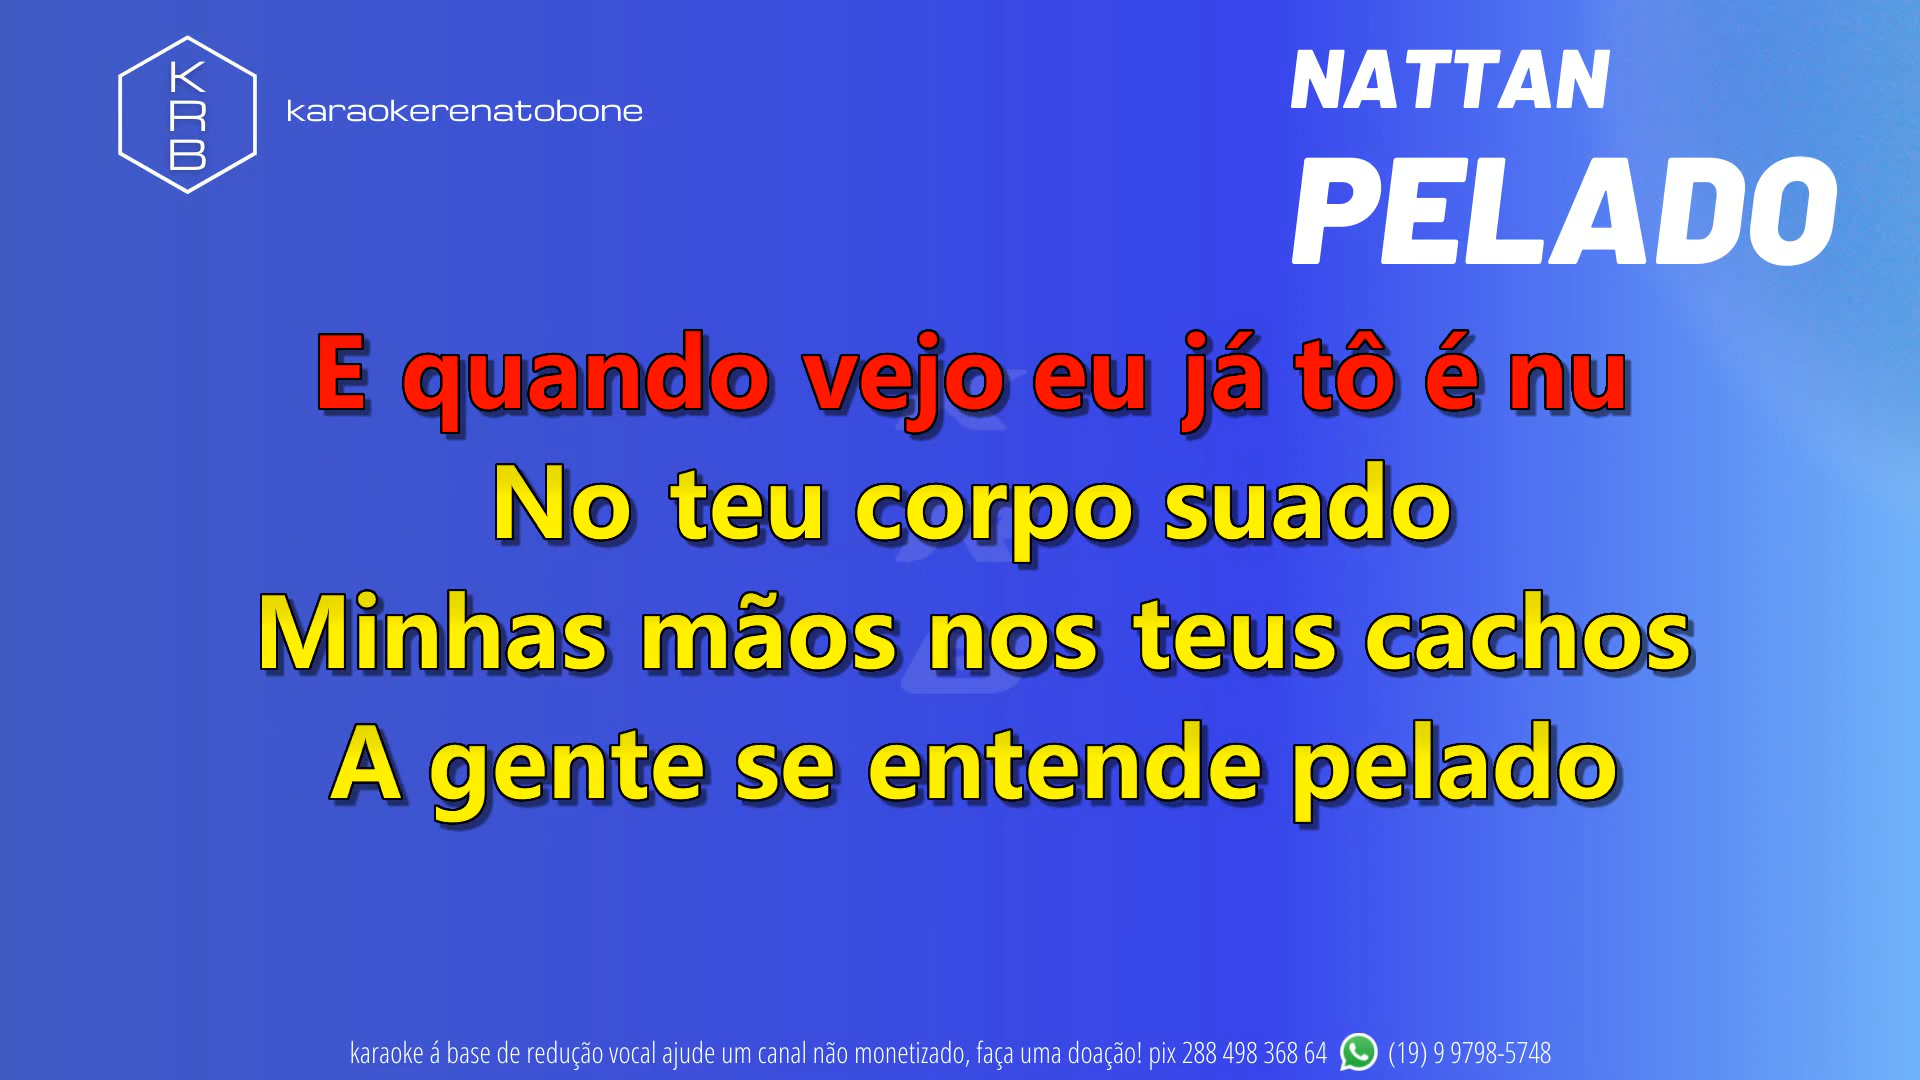 K
R
B
karaokerenatobone
NATTAN
PELADO
E quando vejo eu já tô é nu
No teu corpo suado
Minhas mãos nos teus cachos
A gente se entende pelado
karaoke á base de redução vocal ajude um canal não monetizado, faça uma doação! pix 288 498 368 64 (19) 9 9798-5748